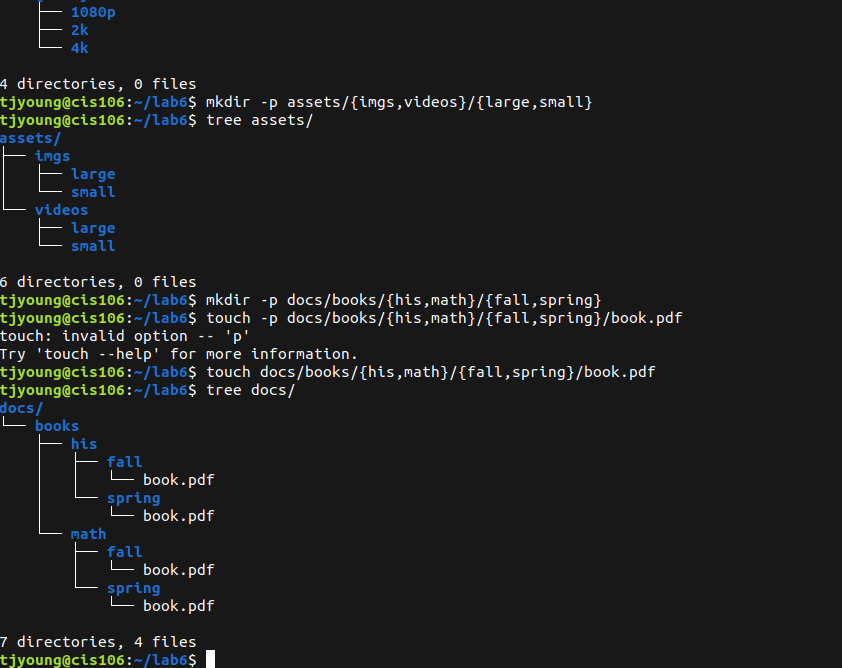 1080p
2k
4k
4 directories, 0 files
tjyoung@cis106:~/lab6$ mkdir -p assets/{imgs,videos}/{large,small}
tjyoung@cis106:~/lab6$ tree assets/
assets/
├── imgs
│   ├── large
│   └── small
└── videos
    ├── large
    └── small
6 directories, 0 files
tjyoung@cis106:~/lab6$ mkdir -p docs/books/{his,math}/{fall,spring}
tjyoung@cis106:~/lab6$ touch -p docs/books/{his,math}/{fall,spring}/book.pdf
touch: invalid option -- 'p'
Try 'touch --help' for more information.
tjyoung@cis106:~/lab6$ touch docs/books/{his,math}/{fall,spring}/book.pdf
tjyoung@cis106:~/lab6$ tree docs/
docs/
└── books
    ├── his
    │   ├── fall
    │   │   └── book.pdf
    │   └── spring
    │       └── book.pdf
    └── math
        ├── fall
        │   └── book.pdf
        └── spring
            └── book.pdf
7 directories, 4 files
tjyoung@cis106:~/lab6$